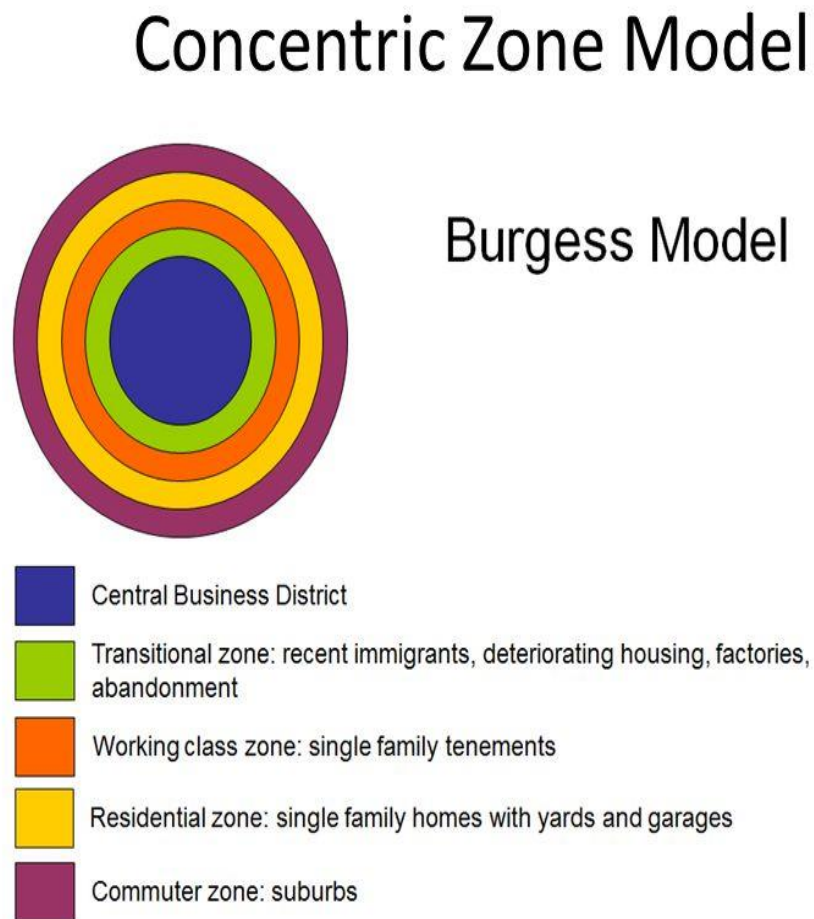 Concentric Zone Model
Burgess Model
Central Business District
Transitional zone: recent immigrants, deteriorating housing, factories,
abandonment
Working class zone: single family tenements
Residential zone: single family homes with yards and garages
Commuter zone: suburbs